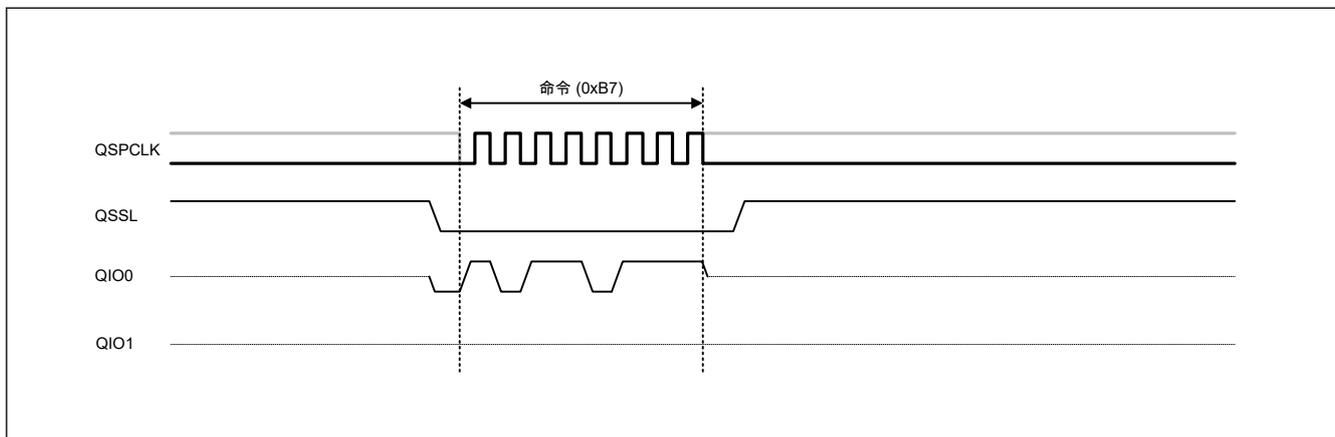 命令 (0xB7)
QSPCLK
QSSL
QIO0
QIO1